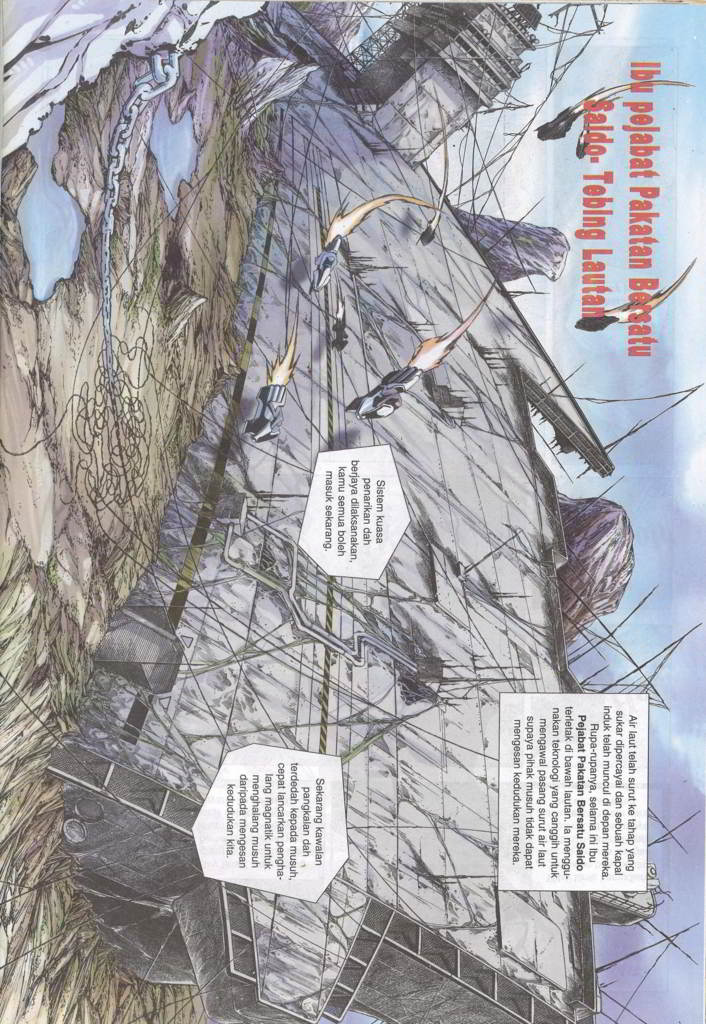 Ibu pejabat Pakatan Bersatu
Saido- Tebing Lautan
Sistem kuasa
penarikan dah
berjaya dilaksanakan,
kamu semua boleh
masuk sekarang.
Air laut telah surut ke tahap yang
sukar dipercayai dan sebuah kapal
induk telah muncul di depan mereka.
Rupa-rupanya, selama ini Ibu
Pejabat Pakatan Bersatu Saido
terletak di bawah lautan. Ia menggu-
nakan teknologi yang canggih untuk
mengawal pasang surut air laut
supaya pihak musuh tidak dapat
mengesan kedudukan mereka.
Sekarang kawalan
pangkalan dah
terdedah kepada musuh,
cepat lancarkan pengha-
lang magnatik untuk
menghalang musuh
daripada mengesan
kedudukan kita.